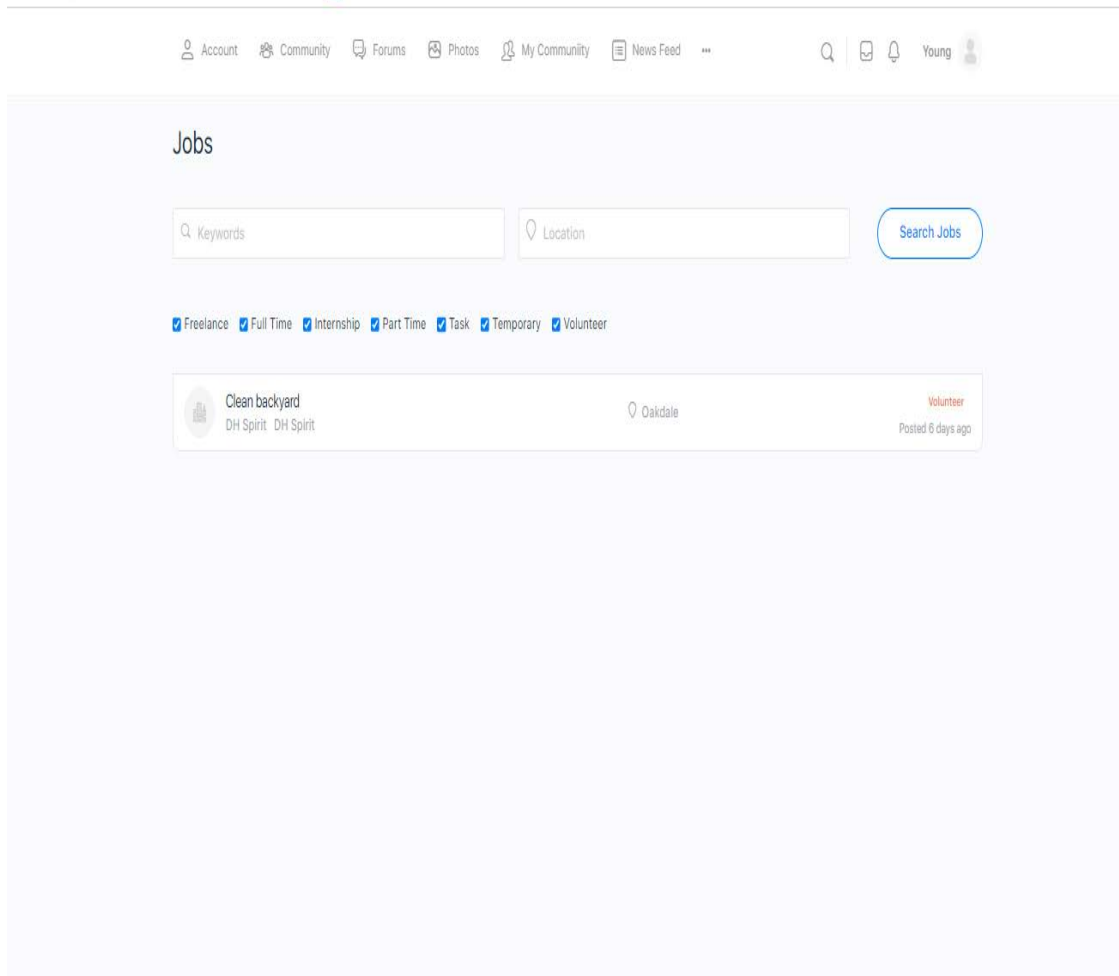 Account Community Forums Photos My Communiity News Feed ••• Young
Jobs
Keywords Location Search Jobs
Freelance Full Time Internship Part Time Task Temporary Volunteer
Clean backyard
DH Spirit DH Spirit
Oakdale
Volunteer
Posted 6 days ago